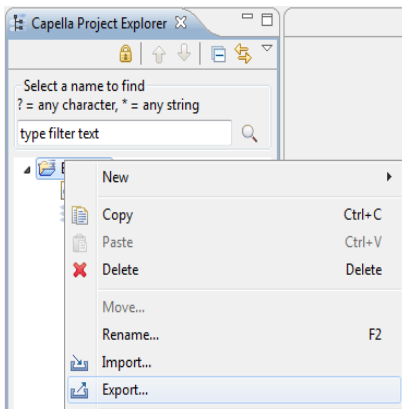 Capella Project Explorer
Select a name to find
? = any character, * = any string
type filter text
New
Copy Ctrl+C
Paste Ctrl+V
Delete Delete
Move...
Rename... F2
Import...
Export...